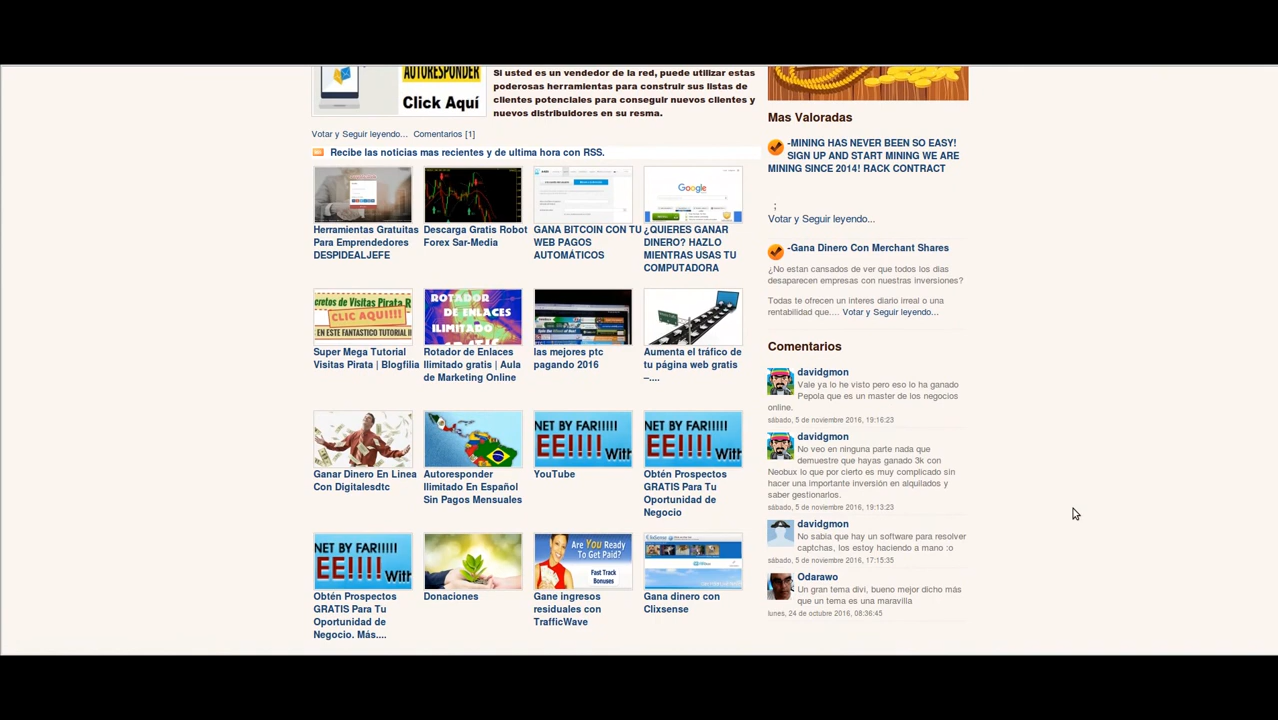 AUTORESPONDER
Click Aquí
Si usted es un vendedor de la red, puede utilizar estas
poderosas herramientas para construir sus listas de
clientes potenciales para conseguir nuevos clientes y
nuevos distribuidores en su resma.
Votar y Seguir leyendo... Comentarios [1]
Recibe las noticias mas recientes y de ultima hora con RSS.
Herramientas Gratuitas
Para Emprendedores
DESPIDEALJEFE
Descarga Gratis Robot
Forex Sar-Media
GANA BITCOIN CON TU
WEB PAGOS
AUTOMÁTICOS
Google
¿QUIERES GANAR
DINERO? HAZLO
MIENTRAS USAS TU
COMPUTADORA
cretos de Visitas Pirata R
CLIC AQUI!!!!
EN ESTE FANTASTICO TUTORIAL
Super Mega Tutorial
Visitas Pirata | Blogfilia
ROTADOR
DE ENLACES
ILIMITADO
Rotador de Enlaces
Ilimitado gratis | Aula
de Marketing Online
las mejores ptc
pagando 2016
Aumenta el tráfico de
tu página web gratis
–....
Ganar Dinero En Linea
Con Digitalesdtc
Autoresponder
Ilimitado En Español
Sin Pagos Mensuales
NET BY FAR!!!!!
EE!!!! With
YouTube
NET BY FAR!!!!!
EE!!!! With
Obtén Prospectos
GRATIS Para Tu
Oportunidad de
Negocio
NET BY FAR!!!!!
EE!!!! With
Obtén Prospectos
GRATIS Para Tu
Oportunidad de
Negocio. Más....
Donaciones
Are You Ready
To Get Paid?
Fast Track
Bonuses
Gane ingresos
residuales con
TrafficWave
Gana dinero con
Clixsense
Mas Valoradas
-MINING HAS NEVER BEEN SO EASY!
SIGN UP AND START MINING WE ARE
MINING SINCE 2014! RACK CONTRACT
;
Votar y Seguir leyendo...
-Gana Dinero Con Merchant Shares
¿No estan cansados de ver que todos los dias
desaparecen empresas con nuestras inversiones?
Todas te ofrecen un interes diario irreal o una
rentabilidad que.... Votar y Seguir leyendo...
Comentarios
davidgmon
Vale ya lo he visto pero eso lo ha ganado
Pepola que es un master de los negocios
online.
sábado, 5 de noviembre 2016, 19:16:23
davidgmon
No veo en ninguna parte nada que
demuestre que hayas ganado 3k con
Neobux lo que por cierto es muy complicado sin
hacer una importante inversión en alquilados y
saber gestionarlos.
sábado, 5 de noviembre 2016, 19:13:23
davidgmon
No sabia que hay un software para resolver
captchas, los estoy haciendo a mano :o
sábado, 5 de noviembre 2016, 17:15:35
Odarawo
Un gran tema divi, bueno mejor dicho más
que un tema es una maravilla
lunes, 24 de octubre 2016, 08:36:45